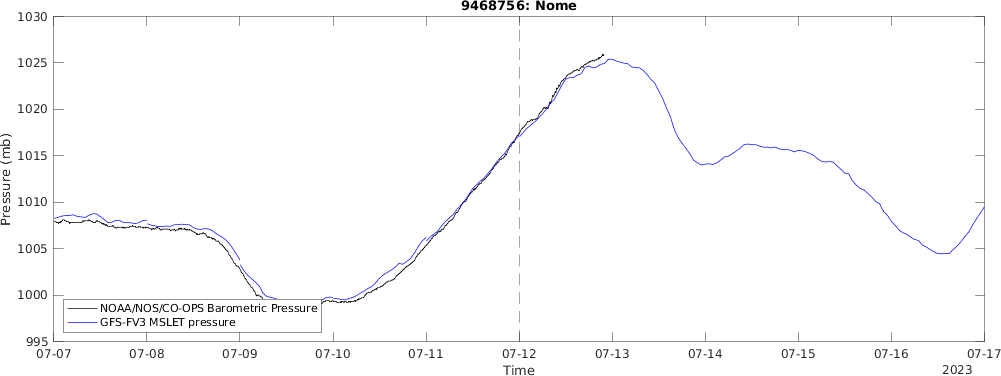 9468756: Nome
1030
1025
1020
1015
1010
1005
1000
995
Pressure (mb)
NOAA/NOS/CO-OPS Barometric Pressure
GFS-FV3 MSLET pressure
07-07 07-08 07-09 07-10 07-11 07-12 07-13 07-14 07-15 07-16 07-17
Time
2023